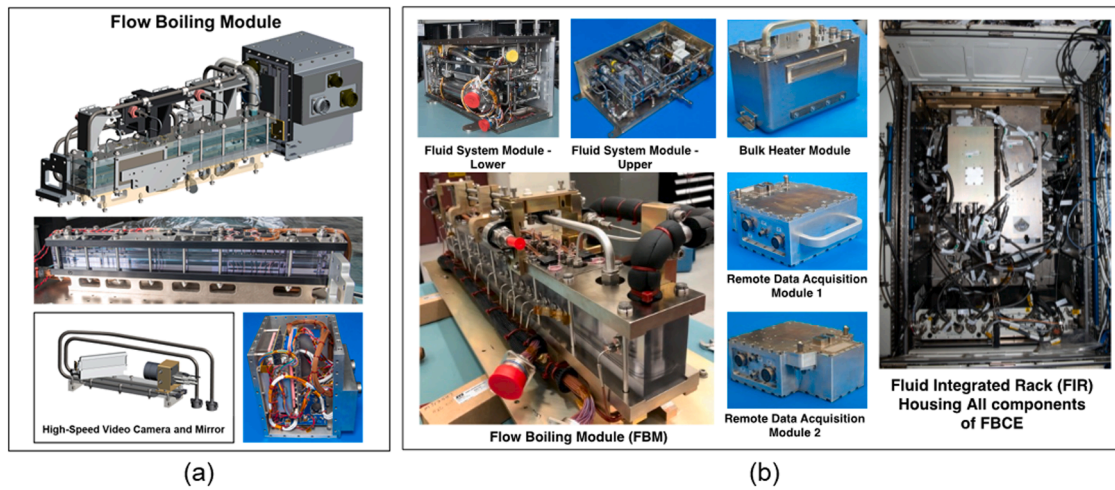 Flow Boiling Module
High-Speed Video Camera and Mirror
(a)
Fluid System Module -
Lower
Fluid System Module -
Upper
Bulk Heater Module
Flow Boiling Module (FBM)
Remote Data Acquisition
Module 1
Remote Data Acquisition
Module 2
Fluid Integrated Rack (FIR)
Housing All components
of FBCE
(b)